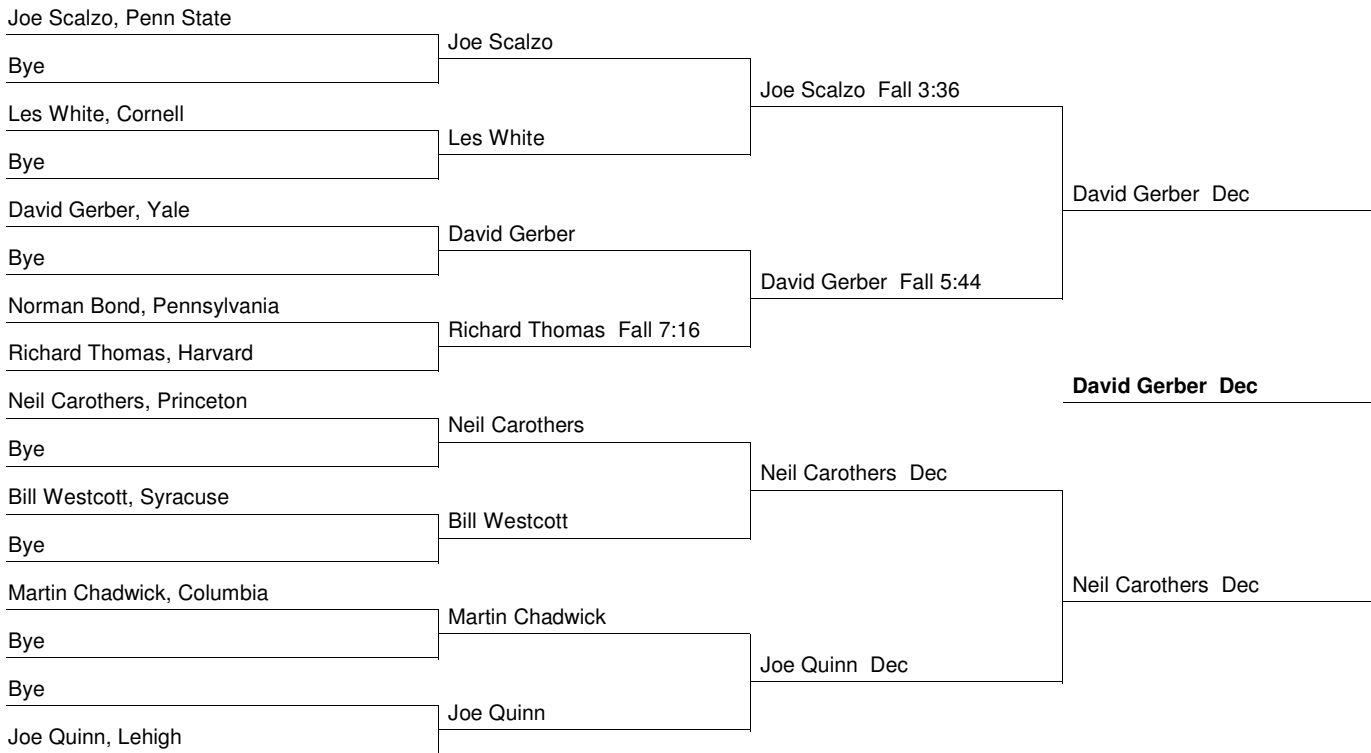 Joe Scalzo, Penn State
Bye
Les White, Cornell
Bye
David Gerber, Yale
Bye
Norman Bond, Pennsylvania
Richard Thomas, Harvard
Neil Carothers, Princeton
Bye
Bill Westcott, Syracuse
Bye
Martin Chadwick, Columbia
Bye
Bye
Joe Quinn, Lehigh
Joe Scalzo
Les White
David Gerber
Richard Thomas Fall 7:16
Neil Carothers
Bill Westcott
Martin Chadwick
Joe Quinn
Joe Scalzo Fall 3:36
David Gerber Fall 5:44
Neil Carothers Dec
Joe Quinn Dec
David Gerber Dec
Neil Carothers Dec
David Gerber Dec